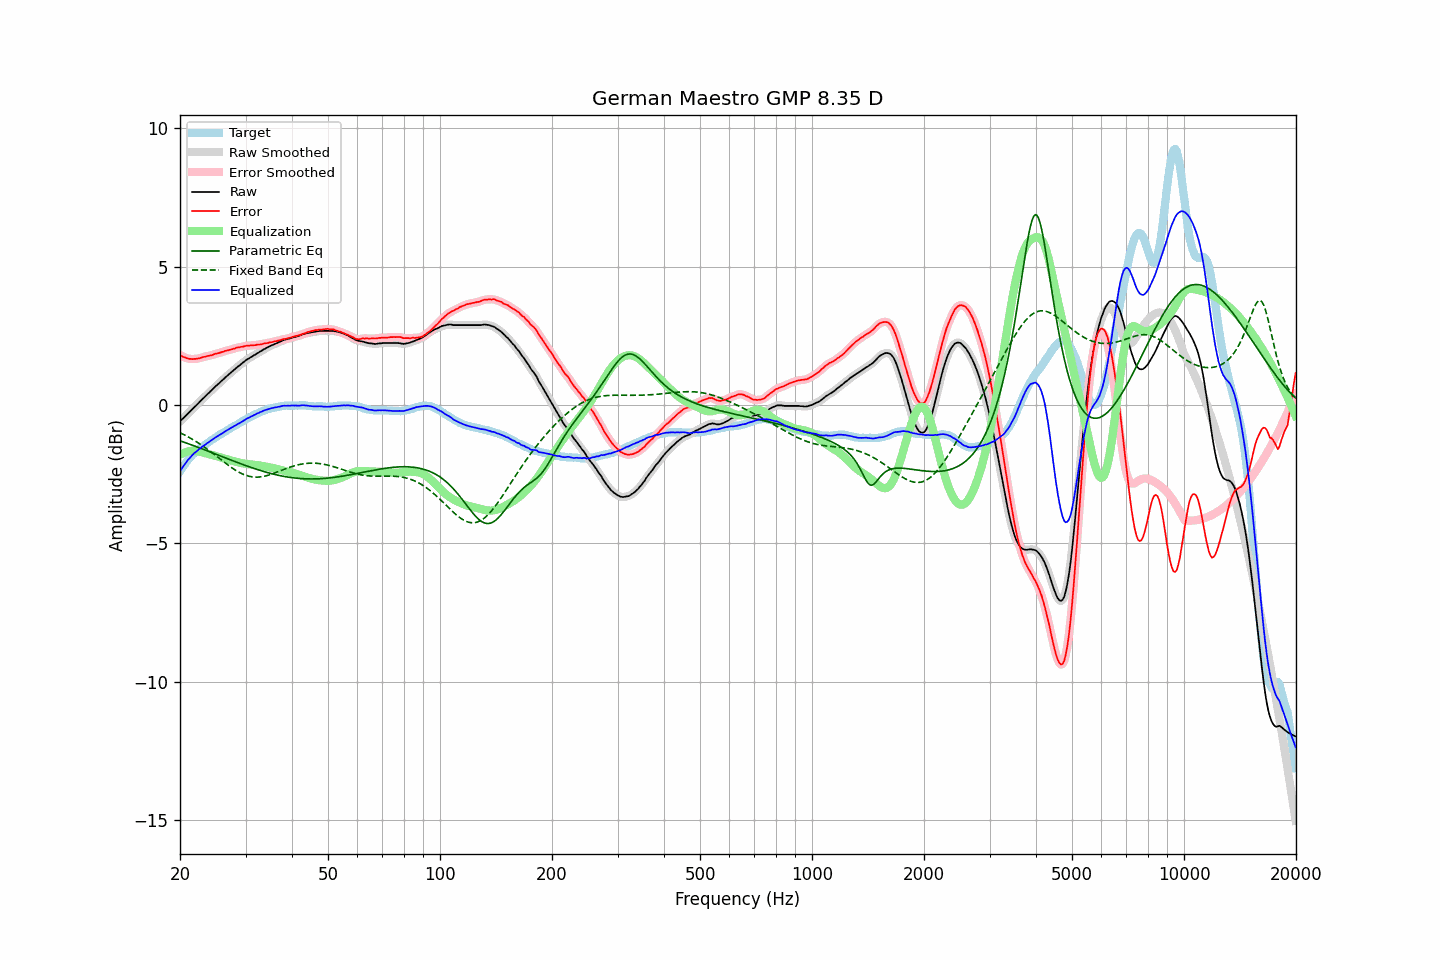 German Maestro GMP 8.35 D
Target
Raw Smoothed
Error Smoothed
Raw
Error
Equalization
Parametric Eq
Fixed Band Eq
Equalized
10
5
0
−5
−10
−15
Amplitude (dBr)
20
50
100
200
500
1000
2000
5000
10000
20000
Frequency (Hz)